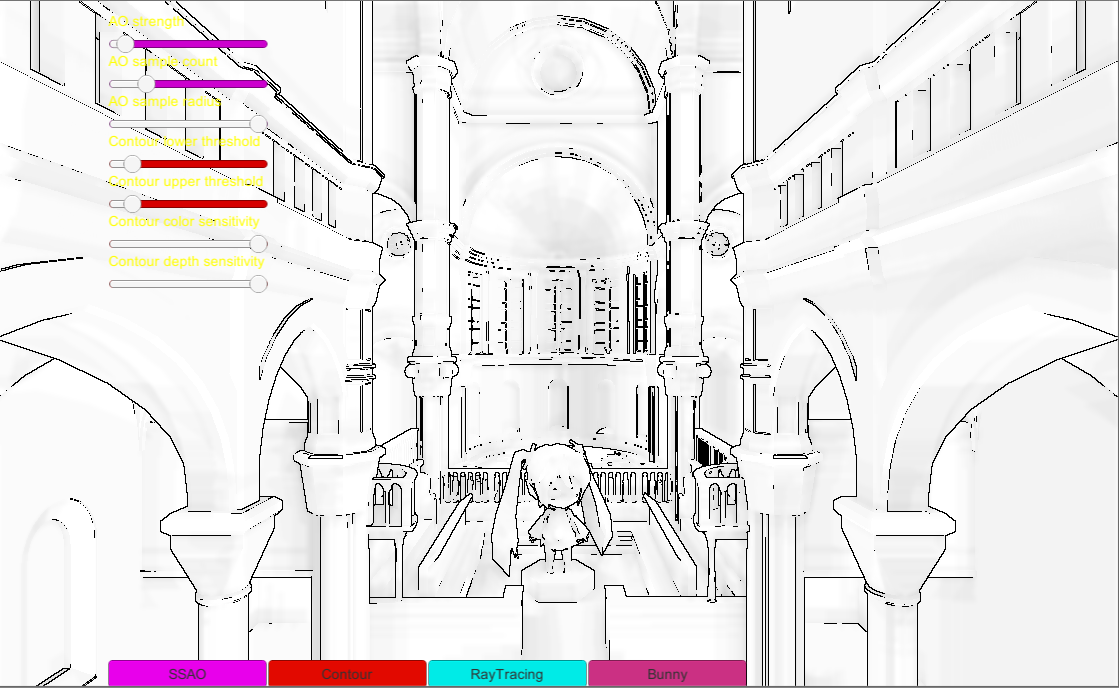 AO strength
AO sample count
AO sample radius
Contour lower threshold
Contour upper threshold
Contour color sensitivity
Contour depth sensitivity
SSAO Contour RayTracing Bunny